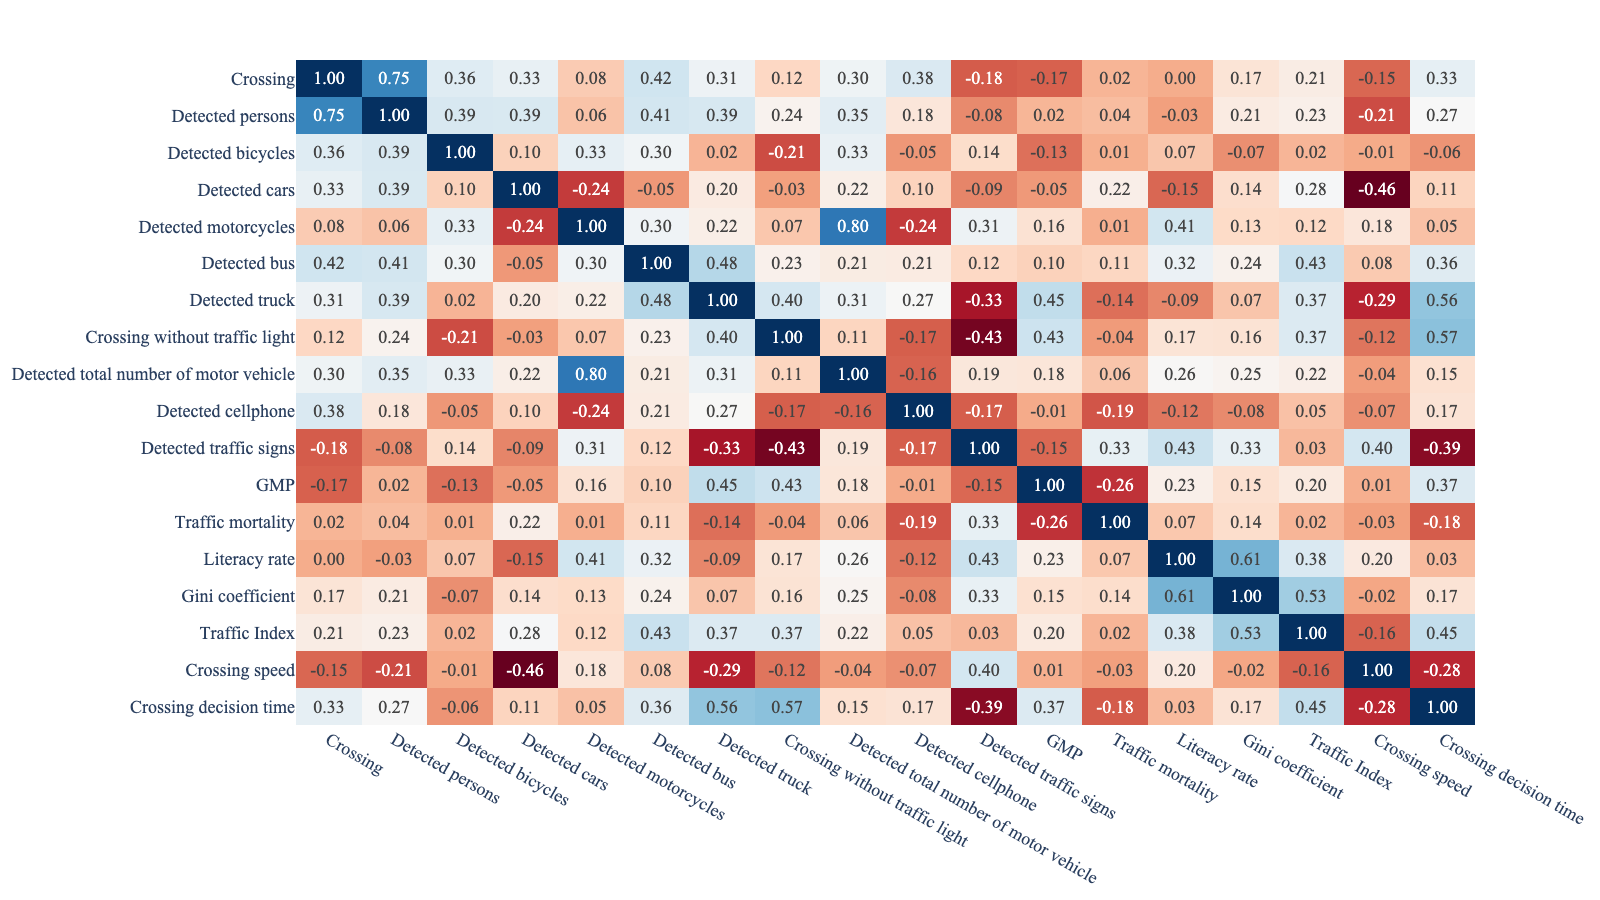 Crossing 1.00 0.75 0.36 0.33 0.08 0.42 0.31 0.12 0.30 0.38 -0.18 -0.17 0.02 0.00 0.17 0.21 -0.15 0.33
Detected persons 0.75 1.00 0.39 0.39 0.06 0.41 0.39 0.24 0.35 0.18 -0.08 0.02 0.04 -0.03 0.21 0.23 -0.21 0.27
Detected bicycles 0.36 0.39 1.00 0.10 0.33 0.30 0.02 -0.21 0.33 -0.05 0.14 -0.13 0.01 0.07 -0.07 0.02 -0.01 -0.06
Detected cars 0.33 0.39 0.10 1.00 -0.24 -0.05 0.20 -0.03 0.22 0.10 -0.09 -0.05 0.22 -0.15 0.14 0.28 -0.46 0.11
Detected motorcycles 0.08 0.06 0.33 -0.24 1.00 0.30 0.22 0.07 0.80 -0.24 0.31 0.16 0.01 0.41 0.13 0.12 0.18 0.05
Detected bus 0.42 0.41 0.30 -0.05 0.30 1.00 0.48 0.23 0.21 0.21 0.12 0.10 0.11 0.32 0.24 0.43 0.08 0.36
Detected truck 0.31 0.39 0.02 0.20 0.22 0.48 1.00 0.40 0.31 0.27 -0.33 0.45 -0.14 -0.09 0.07 0.37 -0.29 0.56
Crossing without traffic light 0.12 0.24 -0.21 -0.03 0.07 0.23 0.40 1.00 0.11 -0.17 -0.43 0.43 -0.04 0.17 0.16 0.37 -0.12 0.57
Detected total number of motor vehicle 0.30 0.35 0.33 0.22 0.80 0.21 0.31 0.11 1.00 -0.16 0.19 0.18 0.06 0.26 0.25 0.22 -0.04 0.15
Detected cellphone 0.38 0.18 -0.05 0.10 -0.24 0.21 0.27 -0.17 -0.16 1.00 -0.17 -0.01 -0.19 -0.12 -0.08 0.05 -0.07 0.17
Detected traffic signs -0.18 -0.08 0.14 -0.09 0.31 0.12 -0.33 -0.43 0.19 -0.17 1.00 -0.15 0.33 0.43 0.33 0.03 0.40 -0.39
GMP -0.17 0.02 -0.13 -0.05 0.16 0.10 0.45 0.43 0.18 -0.01 -0.15 1.00 -0.26 0.23 0.15 0.20 0.01 0.37
Traffic mortality 0.02 0.04 0.01 0.22 0.01 0.11 -0.14 -0.04 0.06 -0.19 0.33 -0.26 1.00 0.07 0.14 0.02 -0.03 -0.18
Literacy rate 0.00 -0.03 0.07 -0.15 0.41 0.32 -0.09 0.17 0.26 -0.12 0.43 0.23 0.07 1.00 0.61 0.38 0.20 0.03
Gini coefficient 0.17 0.21 -0.07 0.14 0.13 0.24 0.07 0.16 0.25 -0.08 0.33 0.15 0.14 0.61 1.00 0.53 -0.02 0.17
Traffic Index 0.21 0.23 0.02 0.28 0.12 0.43 0.37 0.37 0.22 0.05 0.03 0.20 0.02 0.38 0.53 1.00 -0.16 0.45
Crossing speed -0.15 -0.21 -0.01 -0.46 0.18 0.08 -0.29 -0.12 -0.04 -0.07 0.40 0.01 -0.03 0.20 -0.02 -0.16 1.00 -0.28
Crossing decision time 0.33 0.27 -0.06 0.11 0.05 0.36 0.56 0.57 0.15 0.17 -0.39 0.37 -0.18 0.03 0.17 0.45 -0.28 1.00
Crossing
Detected persons
Detected bicycles
Detected cars
Detected motorcycles
Detected bus
Detected truck
Crossing without traffic light
Detected total number of motor vehicle
Detected cellphone
Detected traffic signs
GMP
Traffic mortality
Literacy rate
Gini coefficient
Traffic Index
Crossing speed
Crossing decision time